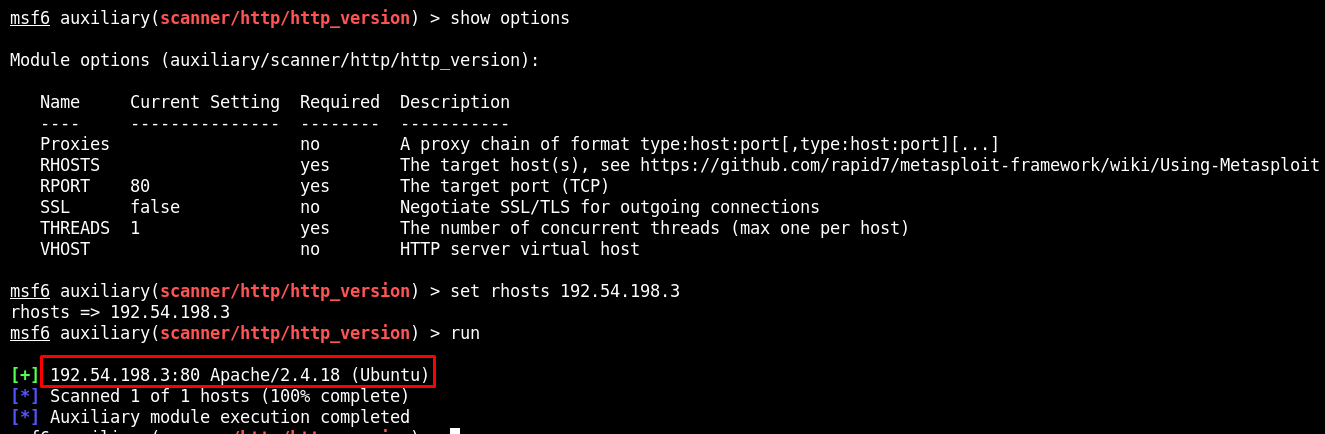 msf6 auxiliary(scanner/http/http_version) > show options
Module options (auxiliary/scanner/http/http_version):
Name Current Setting Required Description
---- --------------- -------- -----------
Proxies no A proxy chain of format type:host:port[,type:host:port][...]
RHOSTS yes The target host(s), see https://github.com/rapid7/metasploit-framework/wiki/Using-Metasploit
RPORT 80 yes The target port (TCP)
SSL false no Negotiate SSL/TLS for outgoing connections
THREADS 1 yes The number of concurrent threads (max one per host)
VHOST no HTTP server virtual host
msf6 auxiliary(scanner/http/http_version) > set rhosts 192.54.198.3
rhosts => 192.54.198.3
msf6 auxiliary(scanner/http/http_version) > run
[+] 192.54.198.3:80 Apache/2.4.18 (Ubuntu)
[*] Scanned 1 of 1 hosts (100% complete)
[*] Auxiliary module execution completed